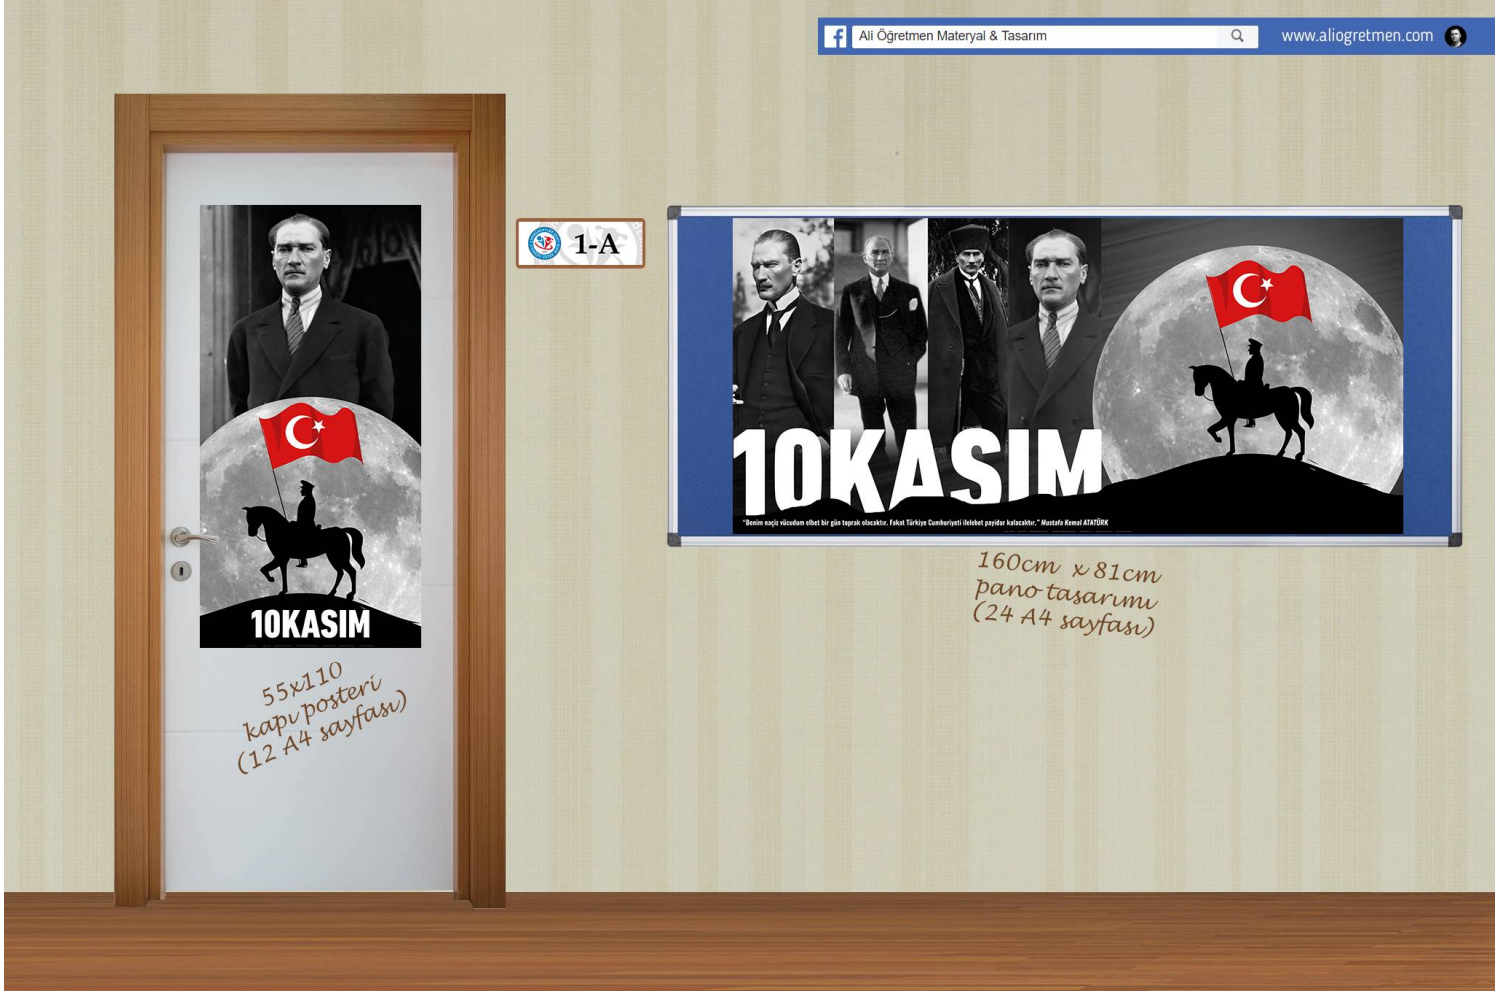 Ali Öğretmen Materyal & Tasarım
www.aliogretmen.com
1-A
10KASIM
55x110
kapı posteri
(12 A4 sayfası)
10KASIM
"Benim naçiz vücudum elbet bir gün toprak olacaktır. Fakat Türkiye Cumhuriyeti ilelebet payidar kalacaktır." Mustafa Kemal ATATÜRK
160cm x 81cm
pano tasarımı
(24 A4 sayfası)